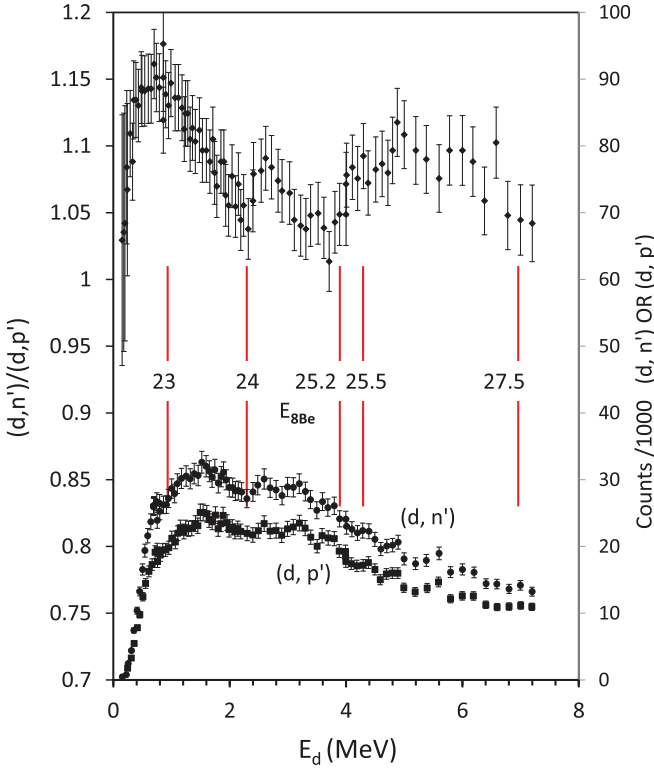 1.2
1.15
1.1
1.05
1
0.95
0.9
0.85
0.8
0.75
0.7
(d,n')/(d,p')
100
90
80
70
60
50
40
30
20
10
0
Counts /1000 (d, n') OR (d, p')
23 24 25.2 25.5 27.5
E8Be
(d, n')
(d, p')
0 2 4 6 8
Ed (MeV)